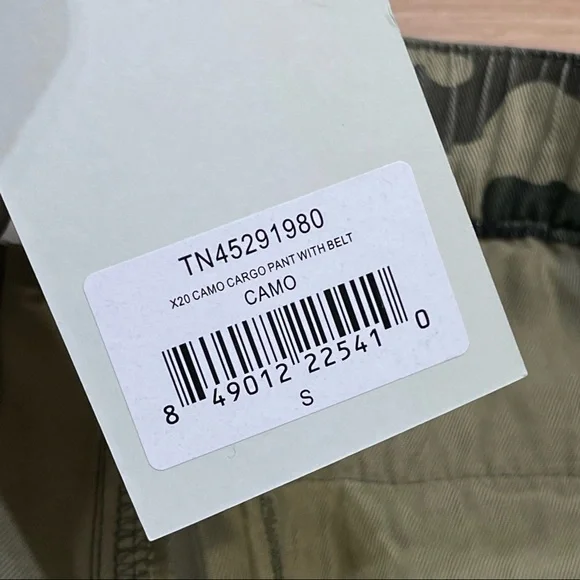 TN45291980
X20 CAMO CARGO PANT WITH BELT
CAMO
8 49012 22541 0
S